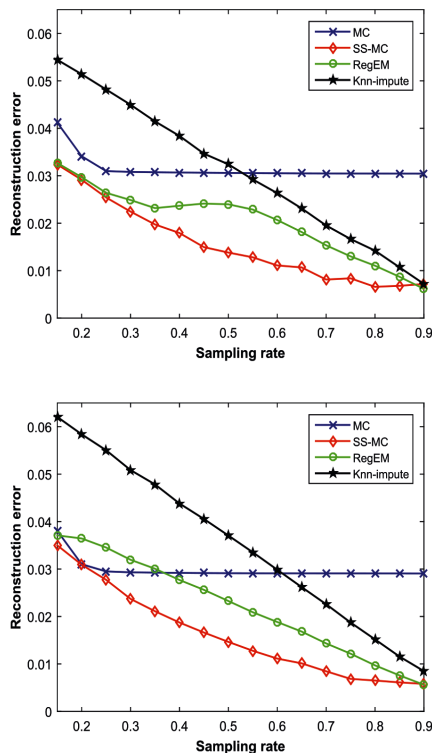 0.06
0.05
0.04
0.03
0.02
0.01
0
Reconstruction error
MC
SS-MC
RegEM
Knn-impute
0.2 0.3 0.4 0.5 0.6 0.7 0.8 0.9
Sampling rate
0.06
0.05
0.04
0.03
0.02
0.01
0
Reconstruction error
MC
SS-MC
RegEM
Knn-impute
0.2 0.3 0.4 0.5 0.6 0.7 0.8 0.9
Sampling rate